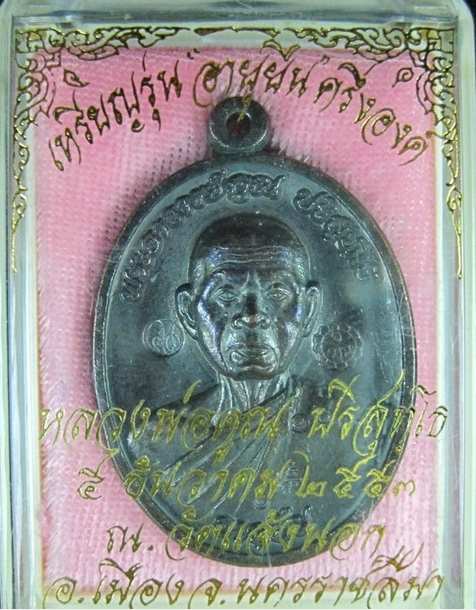 เหรียญรุ่น อายุยืน ครึ่งองค์
หลวงพ่อคูณ ปริสุทฺโธ
๕ ธันวาคม ๒๕๕๓
ณ. วัดแจ้งนอก
อ.เมือง จ.นครราชสีมา